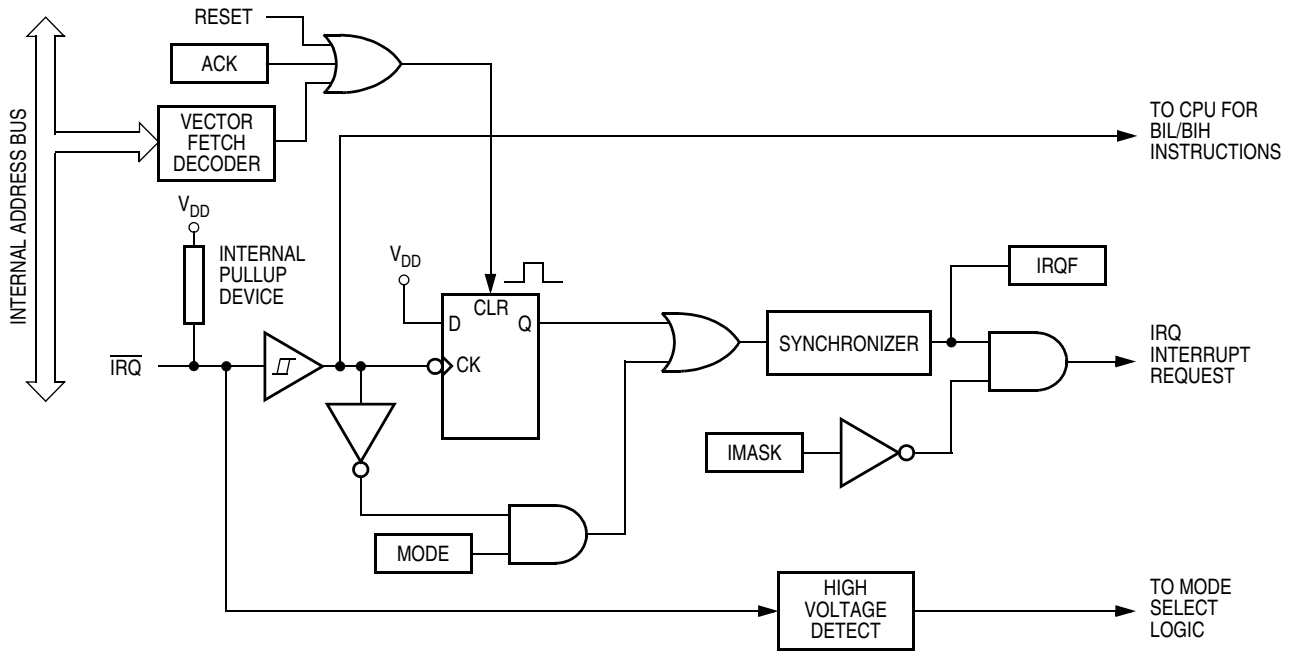 RESET
ACK
VECTOR
FETCH
DECODER
INTERNAL ADDRESS BUS
TO CPU FOR
BIL/BIH
INSTRUCTIONS
VDD
INTERNAL
PULLUP
DEVICE
VDD
CLR
D
Q
CK
IRQ
SYNCHRONIZER
IRQF
IRQ
INTERRUPT
REQUEST
IMASK
MODE
HIGH
VOLTAGE
DETECT
TO MODE
SELECT
LOGIC